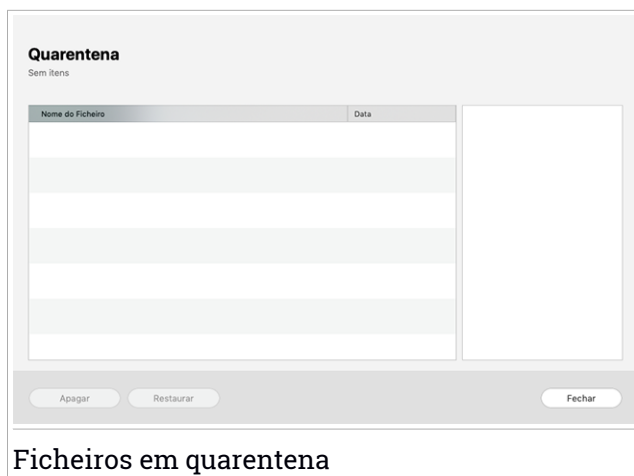 Quarentena
Sem itens
Nome do Ficheiro Data
Apagar Restaurar Fechar
Ficheiros em quarentena